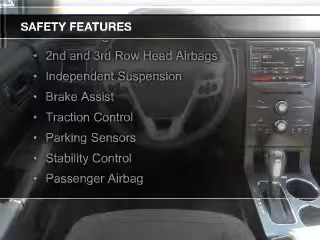 SAFETY FEATURES
• 2nd and 3rd Row Head Airbags
• Independent Suspension
• Brake Assist
• Traction Control
• Parking Sensors
• Stability Control
• Passenger Airbag